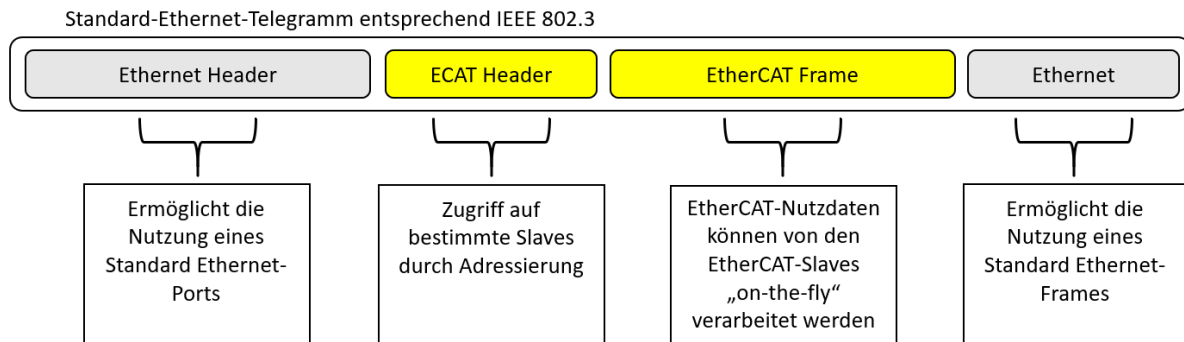 Standard-Ethernet-Telegramm entsprechend IEEE 802.3
Ethernet Header
ECAT Header
EtherCAT Frame
Ethernet
Ermöglicht die
Nutzung eines
Standard Ethernet-
Ports
Zugriff auf
bestimmte Slaves
durch Adressierung
EtherCAT-Nutzdaten
können von den
EtherCAT-Slaves
„on-the-fly“
verarbeitet werden
Ermöglicht die
Nutzung eines
Standard Ethernet-
Frames